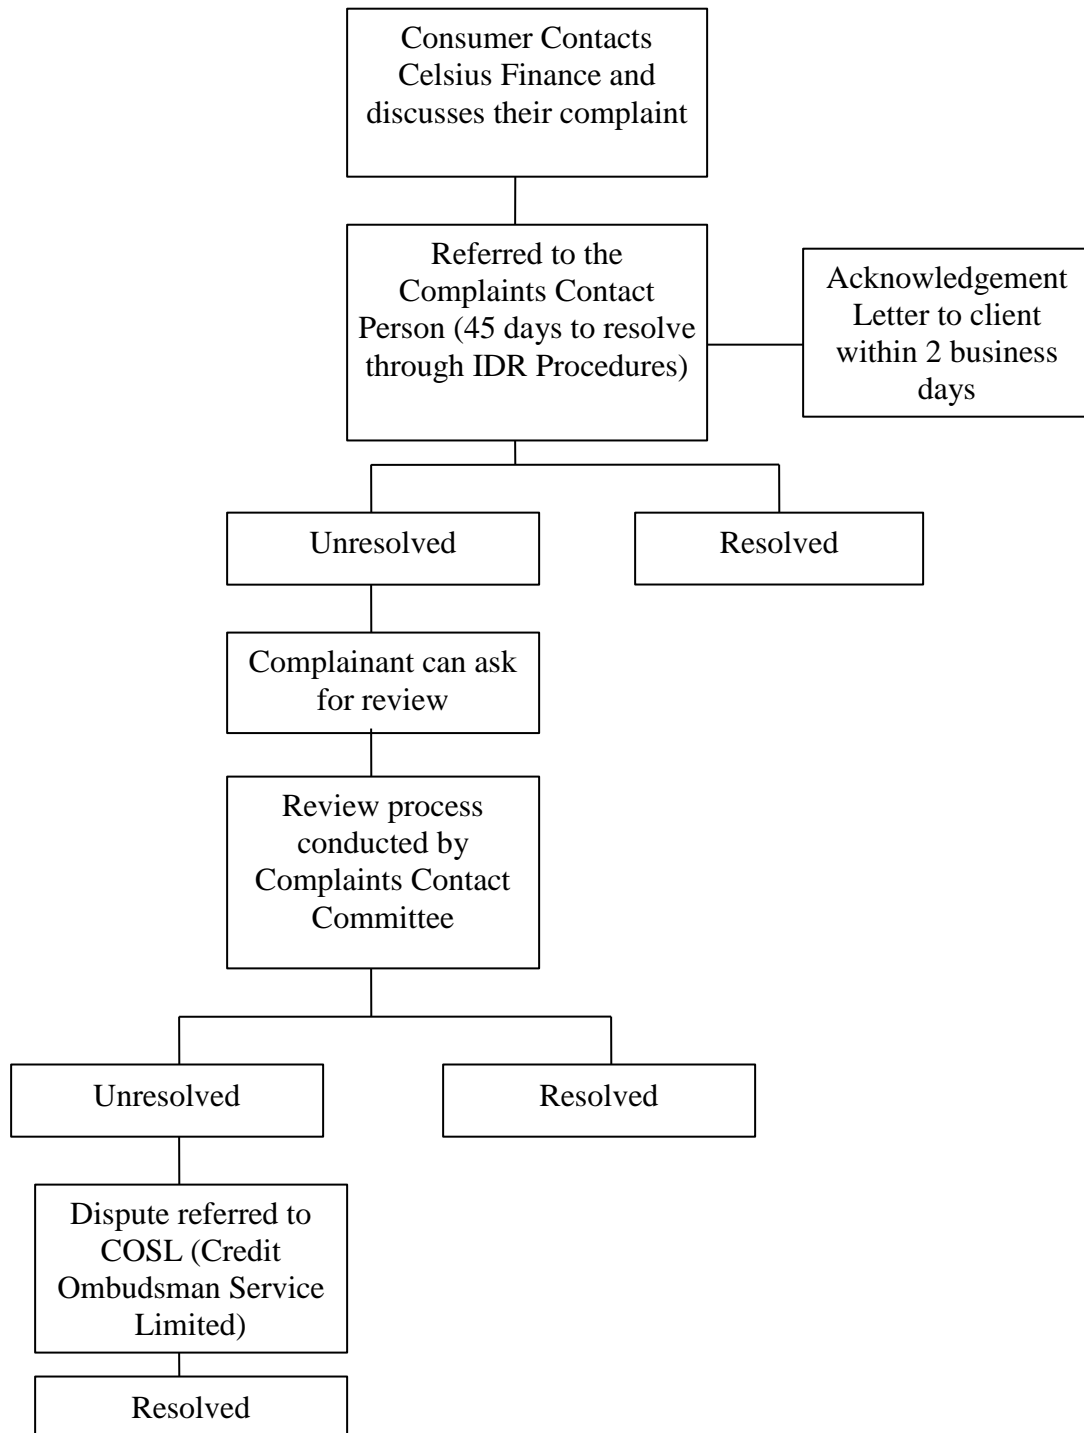 Consumer Contacts
Celsius Finance and
discusses their complaint
Referred to the
Complaints Contact
Person (45 days to resolve
through IDR Procedures)
Acknowledgement
Letter to client
within 2 business
days
Unresolved
Resolved
Complainant can ask
for review
Review process
conducted by
Complaints Contact
Committee
Unresolved
Resolved
Dispute referred to
COSL (Credit
Ombudsman Service
Limited)
Resolved